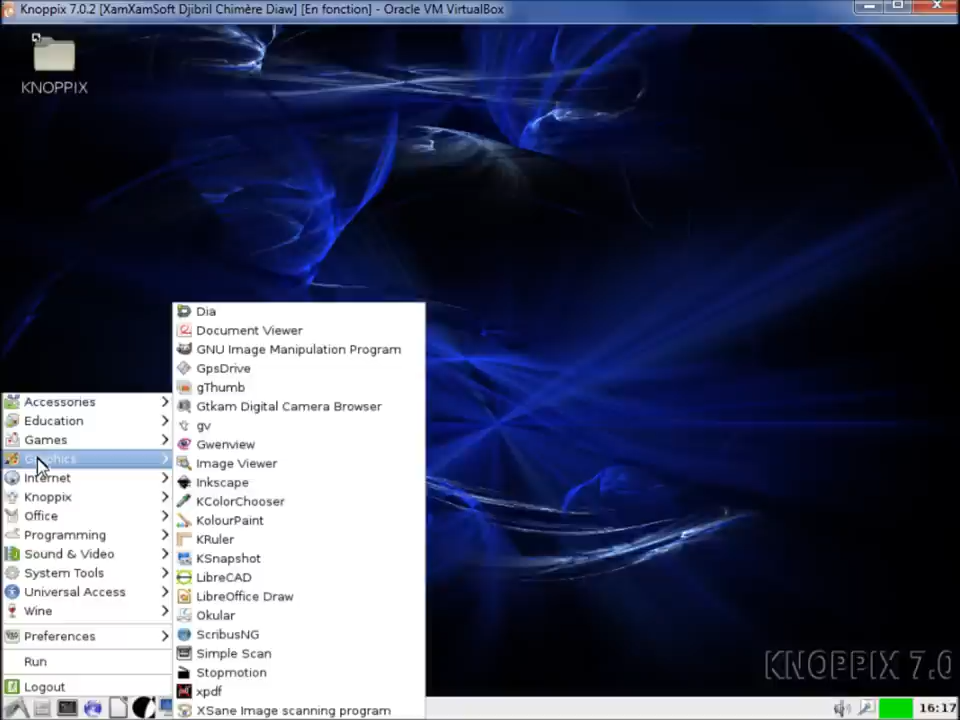 Knoppix 7.0.2 [XamXamSoft Djibril Chimère Diaw] [En fonction] - Oracle VM VirtualBox
KNOPPIX
Dia
Document Viewer
GNU Image Manipulation Program
GpsDrive
gThumb
Gtkam Digital Camera Browser
gv
Gwenview
Image Viewer
Inkscape
KColorChooser
KolourPaint
KRuler
KSnapshot
LibreCAD
LibreOffice Draw
Okular
ScribusNG
Simple Scan
Stopmotion
xpdf
XSane Image scanning program
Accessories
Education
Games
Graphics
Internet
Knoppix
Office
Programming
Sound & Video
System Tools
Universal Access
Wine
Preferences
Run
Logout
KNOPPIX 7.0
16:17